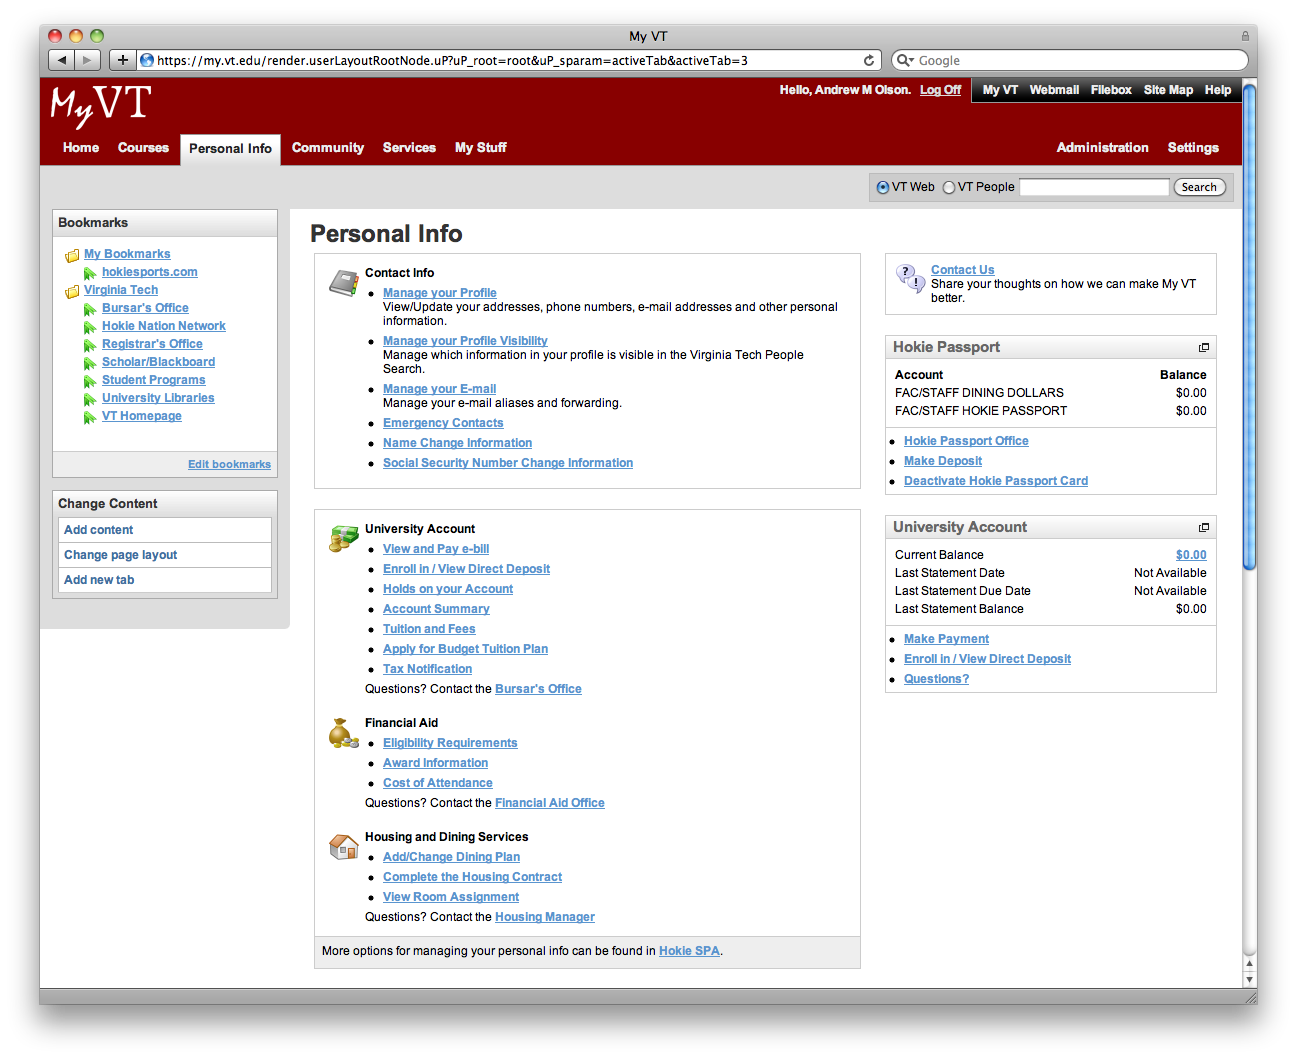 My VT
https://my.vt.edu/render.userLayoutRootNode.uP?uP_root=root&uP_sparam=activeTab&activeTab=3
Google
MyVT
Hello, Andrew M Olson. Log Off
My VT Webmail Filebox Site Map Help
Home Courses Personal Info Community Services My Stuff
Administration Settings
VT Web VT People Search
Bookmarks
My Bookmarks
hokiesports.com
Virginia Tech
Bursar's Office
Hokie Nation Network
Registrar's Office
Scholar/Blackboard
Student Programs
University Libraries
VT Homepage
Edit bookmarks
Change Content
Add content
Change page layout
Add new tab
Personal Info
Contact Info
Manage your Profile
View/Update your addresses, phone numbers, e-mail addresses and other personal
information.
Manage your Profile Visibility
Manage which information in your profile is visible in the Virginia Tech People
Search.
Manage your E-mail
Manage your e-mail aliases and forwarding.
Emergency Contacts
Name Change Information
Social Security Number Change Information
University Account
View and Pay e-bill
Enroll in / View Direct Deposit
Holds on your Account
Account Summary
Tuition and Fees
Apply for Budget Tuition Plan
Tax Notification
Questions? Contact the Bursar's Office
Financial Aid
Eligibility Requirements
Award Information
Cost of Attendance
Questions? Contact the Financial Aid Office
Housing and Dining Services
Add/Change Dining Plan
Complete the Housing Contract
View Room Assignment
Questions? Contact the Housing Manager
More options for managing your personal info can be found in Hokie SPA.
Contact Us
Share your thoughts on how we can make My VT
better.
Hokie Passport
Account Balance
FAC/STAFF DINING DOLLARS $0.00
FAC/STAFF HOKIE PASSPORT $0.00
Hokie Passport Office
Make Deposit
Deactivate Hokie Passport Card
University Account
Current Balance $0.00
Last Statement Date Not Available
Last Statement Due Date Not Available
Last Statement Balance $0.00
Make Payment
Enroll in / View Direct Deposit
Questions?